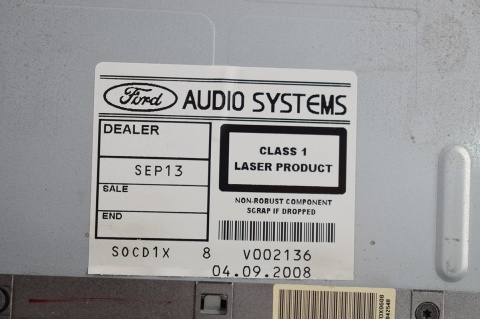 Ford AUDIO SYSTEMS
DEALER
SEP13
SALE
END
CLASS 1
LASER PRODUCT
NON-ROBUST COMPONENT
SCRAP IF DROPPED
SOCD1X 8 V002136
04.09.2008